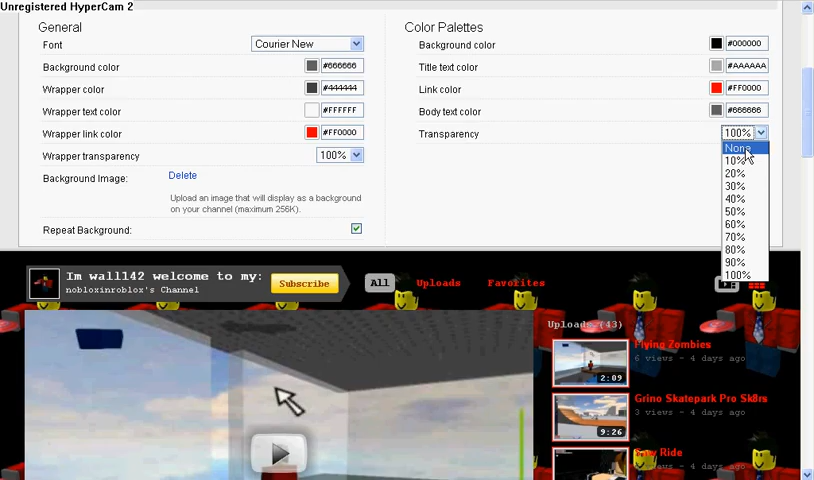 Unregistered HyperCam 2
General
Font
Courier New
Background color
#666666
Wrapper color
#444444
Wrapper text color
#FFFFFF
Wrapper link color
#FF0000
Wrapper transparency
100%
Background Image:
Delete
Upload an image that will display as a background
on your channel (maximum 256K).
Repeat Background:
Color Palettes
Background color
#000000
Title text color
#AAAAAA
Link color
#FF0000
Body text color
#666666
Transparency
100%
None
10%
20%
30%
40%
50%
60%
70%
80%
90%
100%
Im wall142 welcome to my:
nobloxinroblox's Channel
Subscribe
All
Uploads
Favorites
Uploads (43)
Flying Zombies
6 views - 4 days ago
2:09
Grino Skatepark Pro Sk8rs
3 views - 4 days ago
9:26
Ride
views - 4 days ago